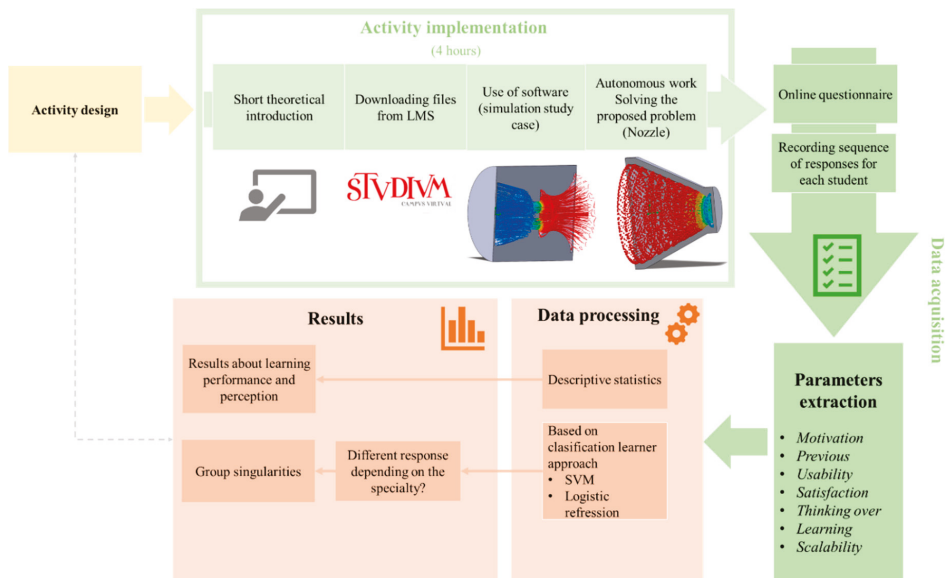 Activity implementation
(4 hours)
Activity design
Short theoretical
introduction
Downloading files
from LMS
Use of software
(simulation study
case)
Autonomous work
Solving the
proposed problem
(Nozzle)
STVDIVM
CAMPVS VIRTVAL
Online questionnaire
Recording sequence
of responses for
each student
Data acquisition
Parameters
extraction
• Motivation
• Previous
• Usability
• Satisfaction
• Thinking over
• Learning
• Scalability
Data processing
Descriptive statistics
Based on
clasification learner
approach
• SVM
• Logistic
refression
Results
Results about learning
performance and
perception
Different response
depending on the
specialty?
Group singularities